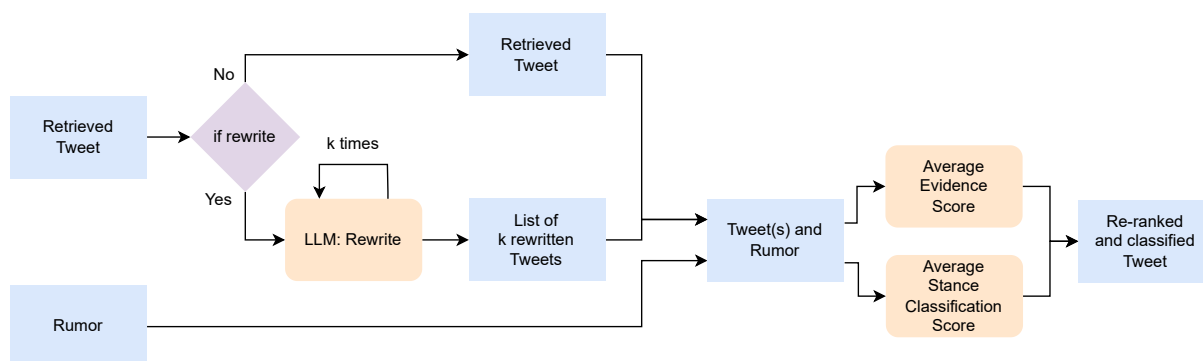 Retrieved
Tweet
if rewrite
No
Yes
Retrieved
Tweet
k times
LLM: Rewrite
List of
k rewritten
Tweets
Rumor
Tweet(s) and
Rumor
Average
Evidence
Score
Average
Stance
Classification
Score
Re-ranked
and classified
Tweet